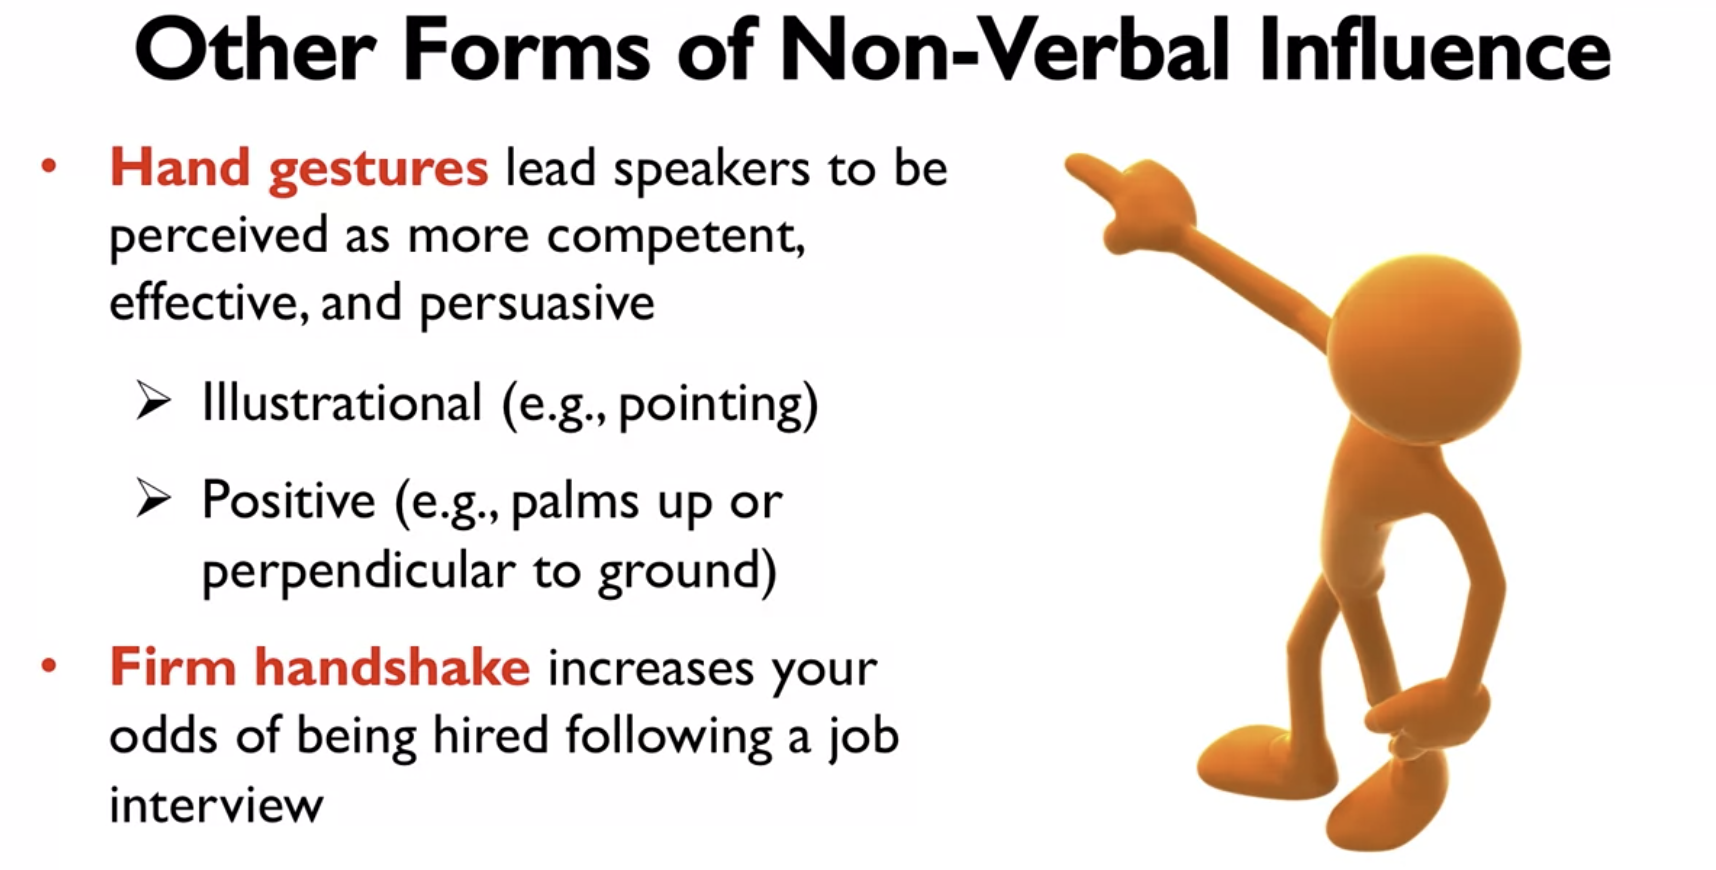 Other Forms of Non-Verbal Influence
• Hand gestures lead speakers to be
perceived as more competent,
effective, and persuasive
➢ Illustrational (e.g., pointing)
➢ Positive (e.g., palms up or
perpendicular to ground)
• Firm handshake increases your
odds of being hired following a job
interview